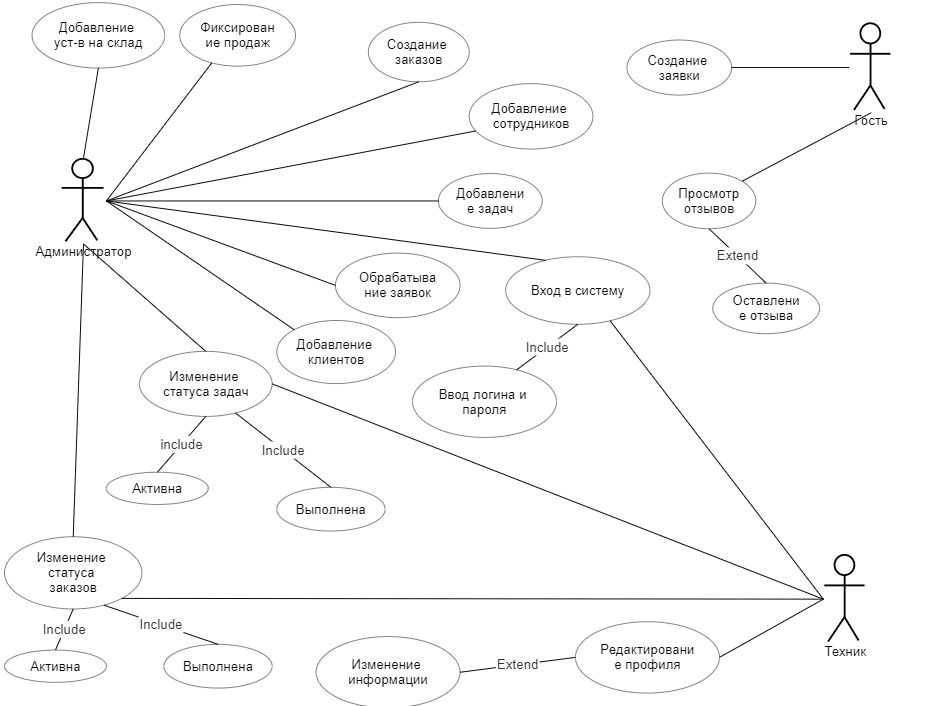 Добавление
уст-в на склад
Фиксирован
ие продаж
Создание
заказов
Создание
заявки
Гость
Добавление
сотрудников
Администратор
Добавлени
е задач
Просмотр
отзывов
Extend
Обрабатыва
ние заявок
Вход в систему
Оставлени
е отзыва
Добавление
клиентов
Include
Изменение
статуса задач
Ввод логина и
пароля
include
Include
Активна
Выполнена
Изменение
статуса
заказов
Include
Include
Активна
Выполнена
Изменение
информации
Extend
Редактировани
е профиля
Техник